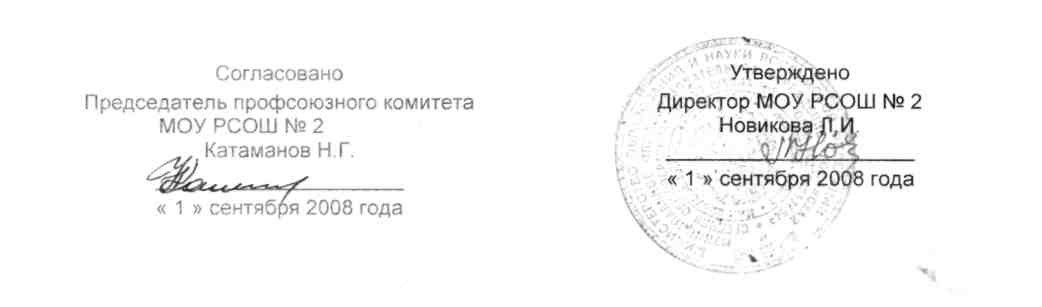 Согласовано
Председатель профсоюзного комитета
МОУ РСОШ № 2
Катаманов Н.Г.
« 1 » сентября 2008 года
Утверждено
Директор МОУ РСОШ № 2
Новикова Л.И.
« 1 » сентября 2008 года